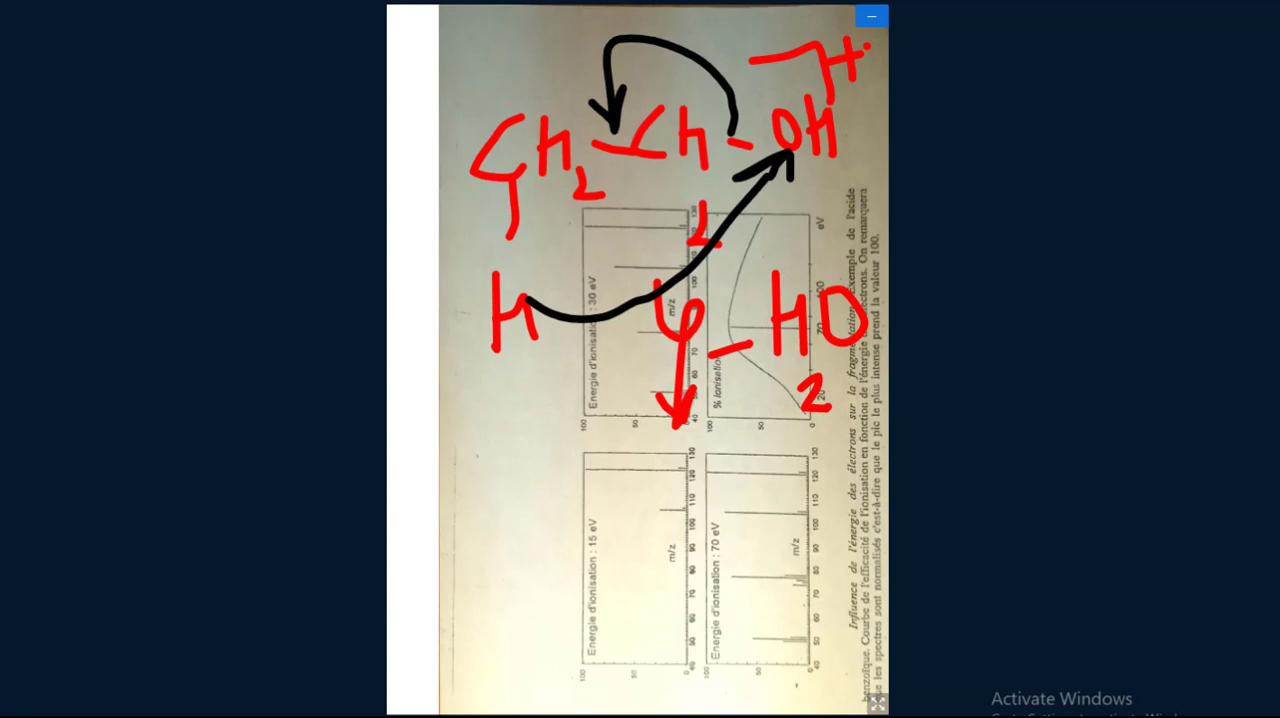 CH2-CH2-OH +.
H
-H2O
Energie d'ionisation : 30 eV
m/z
% ionisation
eV
Energie d'ionisation : 15 eV
m/z
Energie d'ionisation : 70 eV
m/z
Influence de l'énergie des électrons sur la fragmentation exemple de l'acide
benzoïque. Courbe de l'efficacité de l'ionisation en fonction de l'énergie électrons. On remarquera
que les spectres sont normalisés c'est-à-dire que le pic le plus intense prend la valeur 100.
Activate Windows